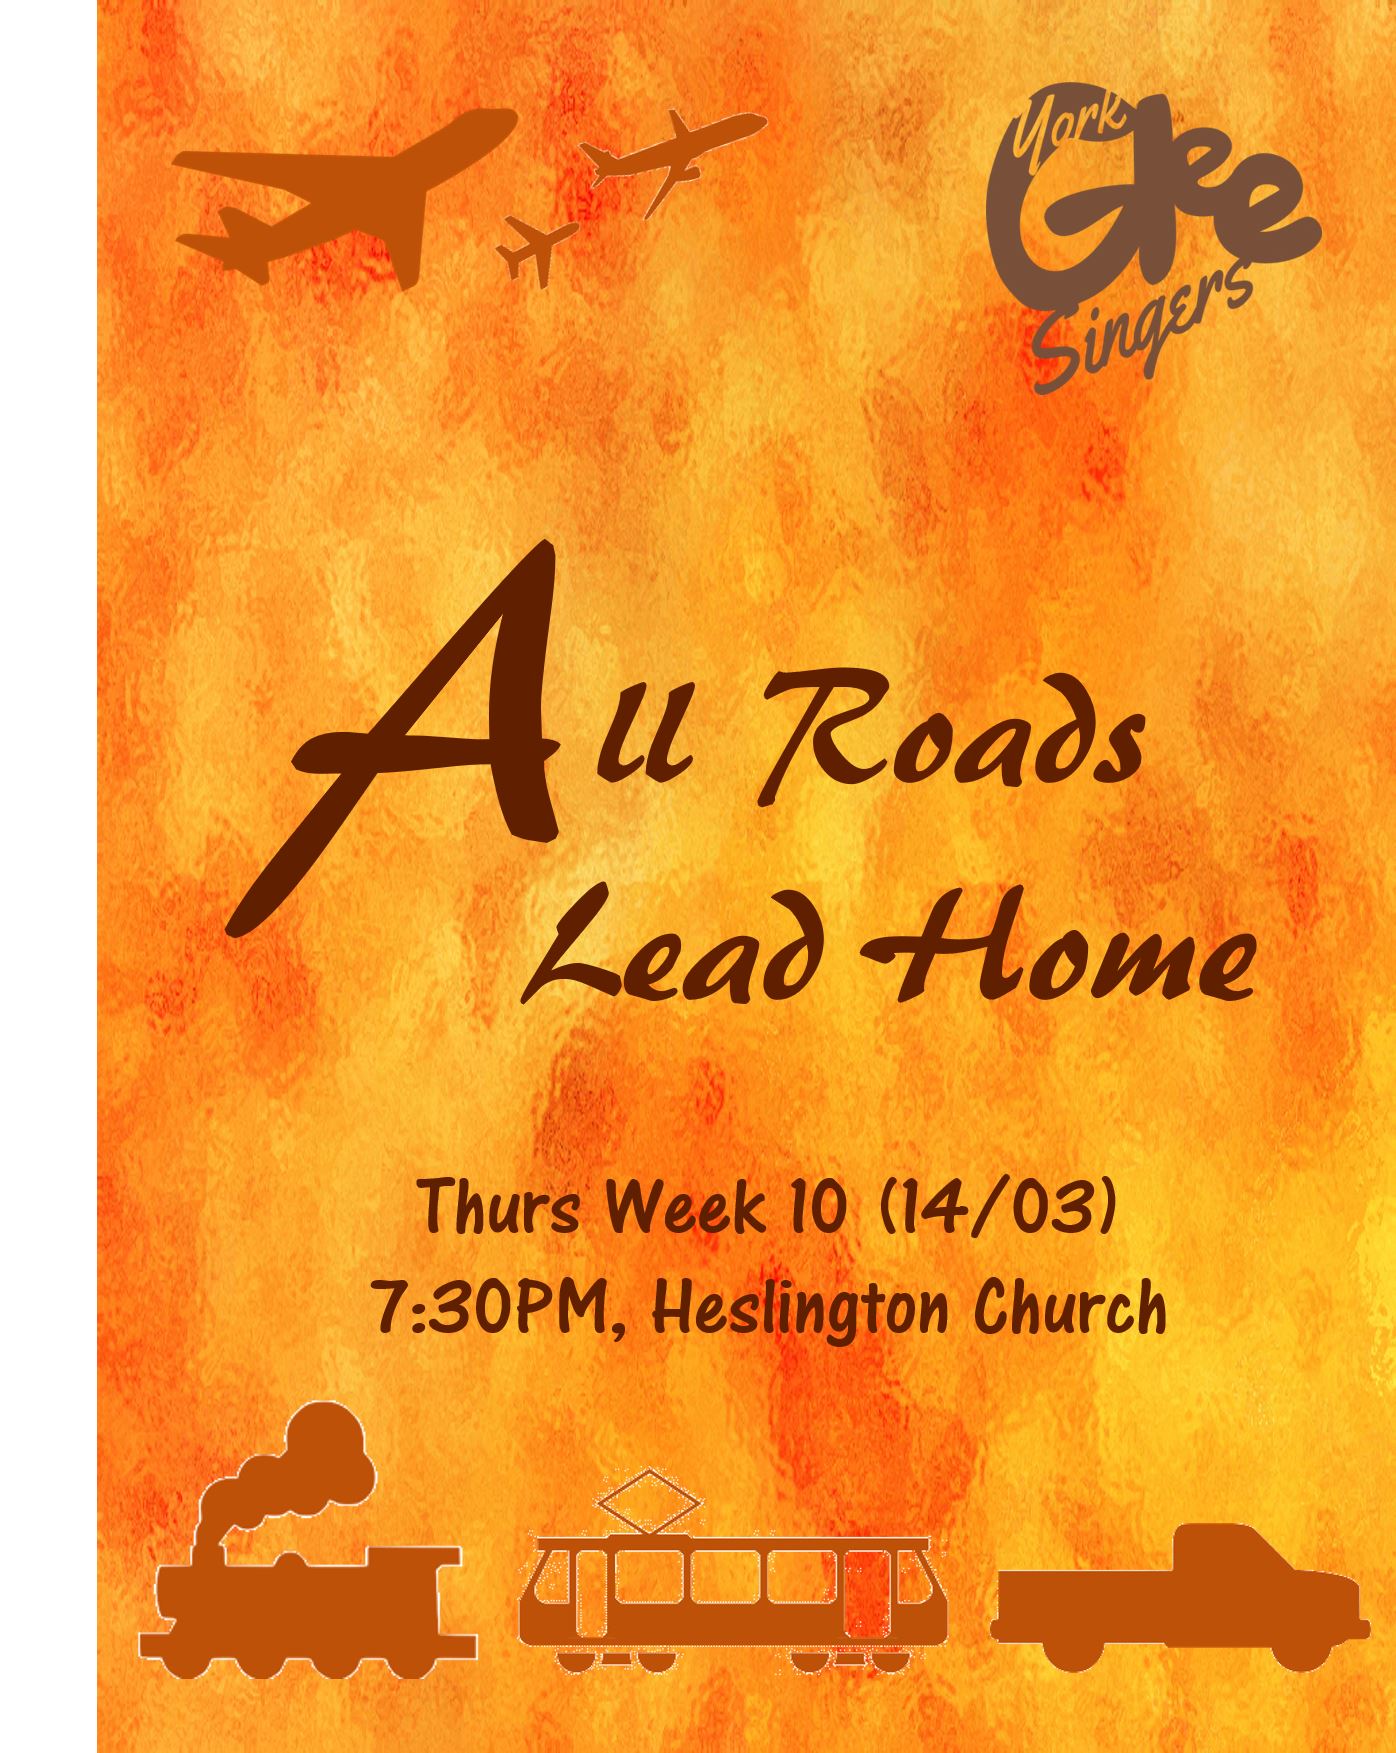 York
Glee
Singers
All Roads
Lead Home
Thurs Week 10 (14/03)
7:30PM, Heslington Church